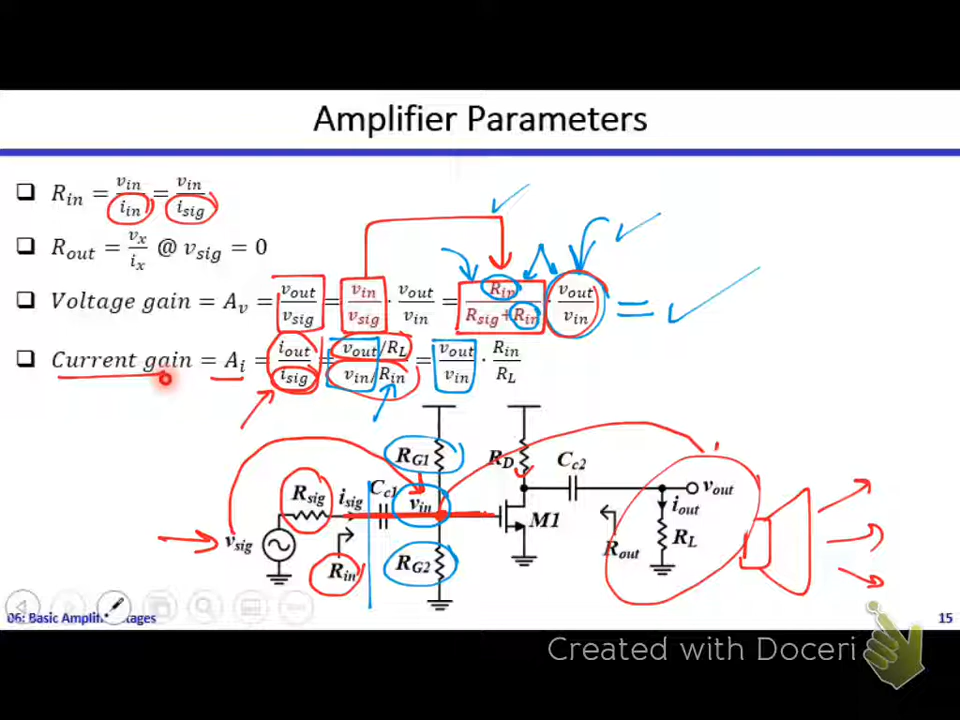 Amplifier Parameters
❑ R_in = v_in/i_in = v_in/i_sig
❑ R_out = v_x/i_x @ v_sig = 0
❑ Voltage gain = A_v = v_out/v_sig = v_in/v_sig · v_out/v_in = R_in/(R_sig+R_in) · v_out/v_in =
❑ Current gain = A_i = i_out/i_sig = (v_out/R_L)/(v_in/R_in) = v_out/v_in · R_in/R_L
R_G1
R_D
C_c2
R_sig
i_sig
C_c1
v_in
v_out
i_out
v_sig
M1
R_in
R_G2
R_out
R_L
06: Basic Amplifi tages
15
Created with Doceri